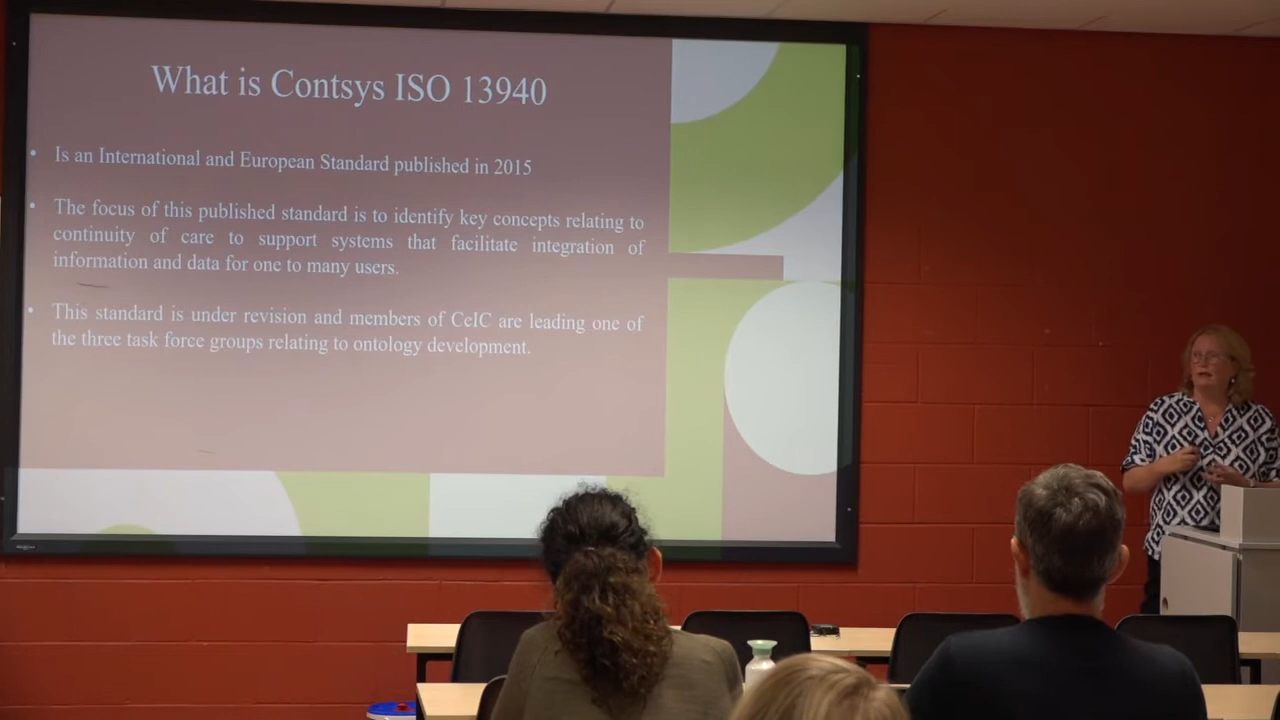 What is Contsys ISO 13940
• Is an International and European Standard published in 2015
• The focus of this published standard is to identify key concepts relating to
continuity of care to support systems that facilitate integration of
information and data for one to many users.
• This standard is under revision and members of CeIC are leading one of
the three task force groups relating to ontology development.